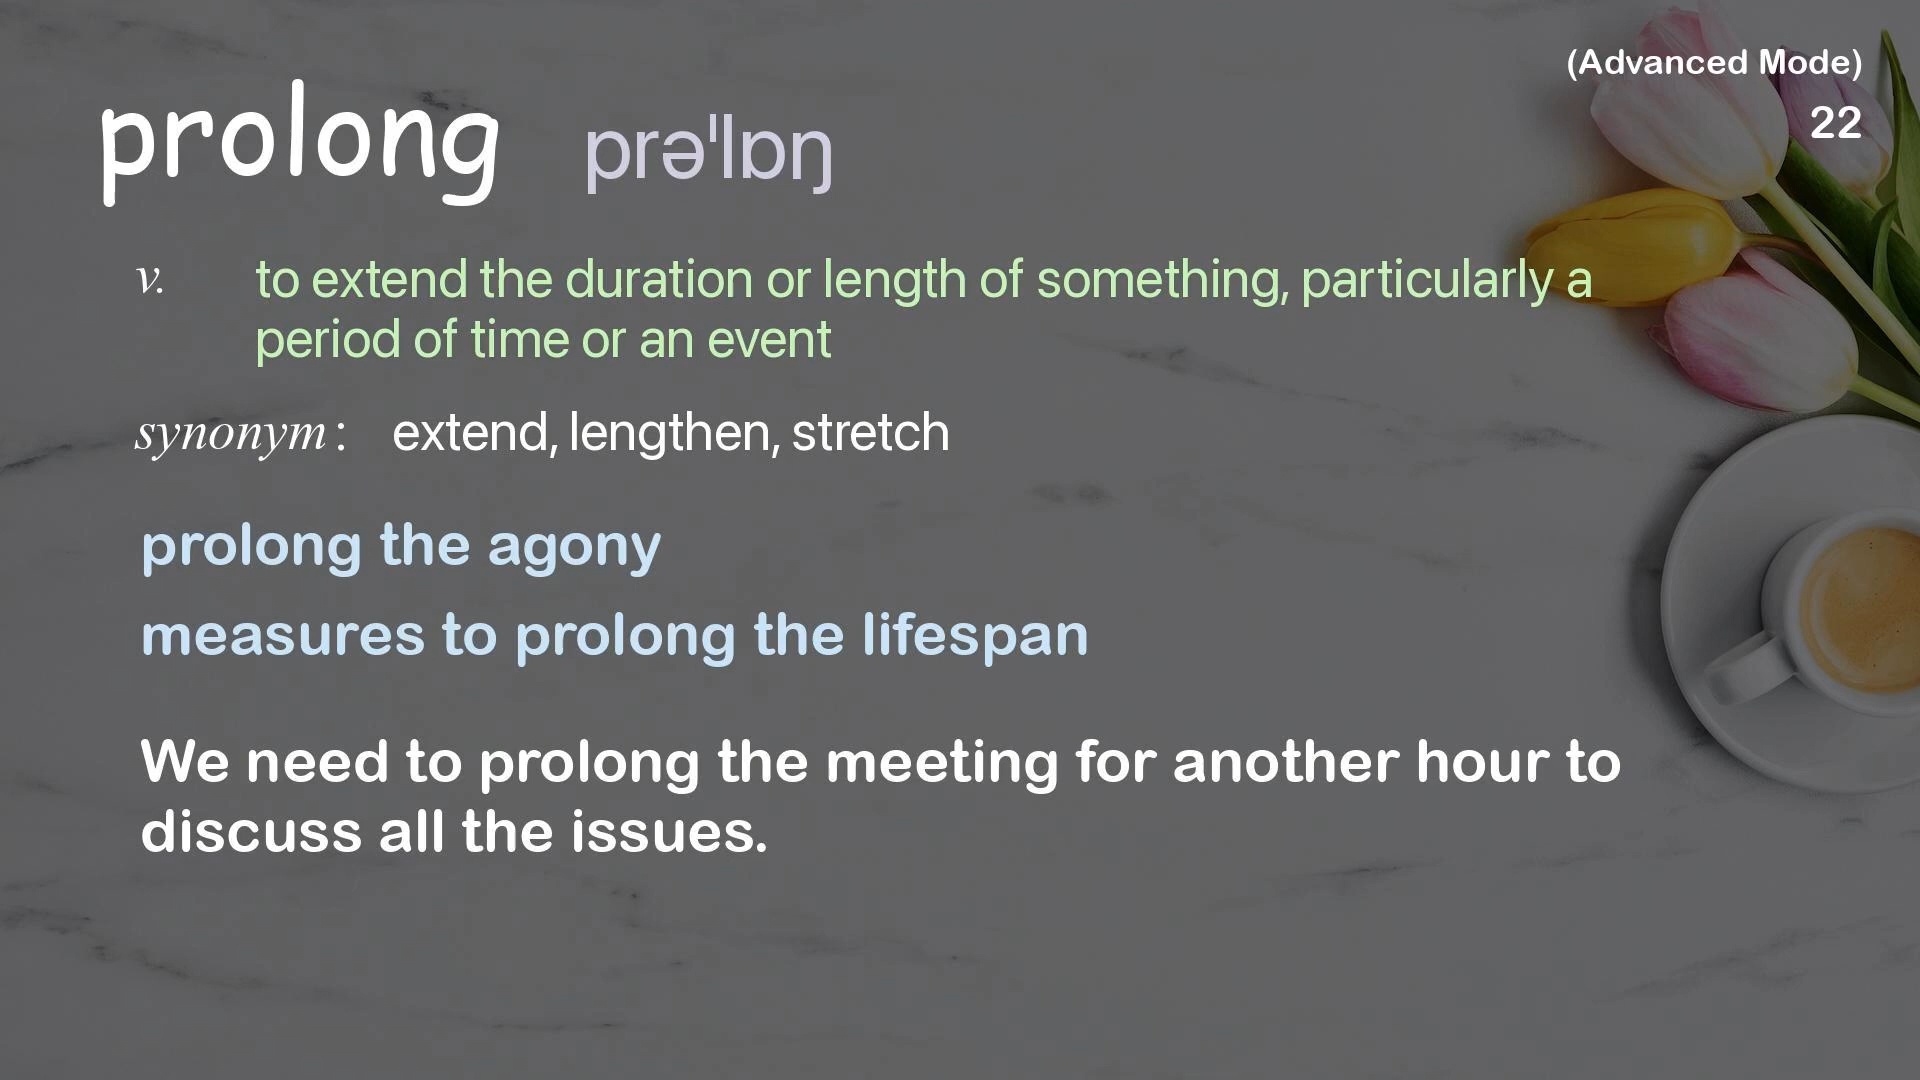 (Advanced Mode)
22
prolong prəˈlɒŋ
v. to extend the duration or length of something, particularly a
period of time or an event
synonym: extend, lengthen, stretch
prolong the agony
measures to prolong the lifespan
We need to prolong the meeting for another hour to
discuss all the issues.